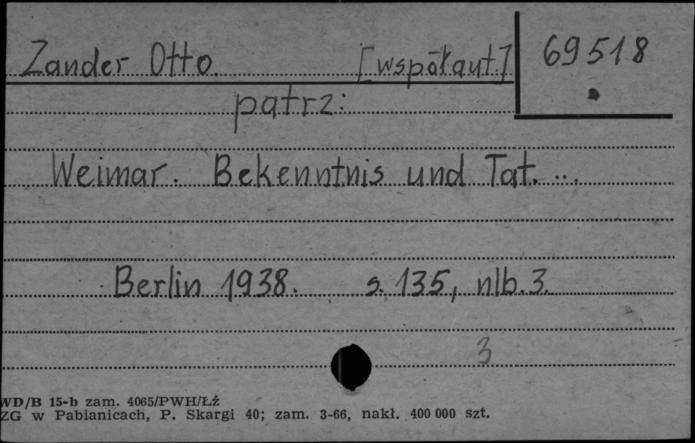 Zander Otto. [współaut.] 69518
patrz:
Weimar. Bekenntnis und Tat. ...
Berlin 1938. s. 135, nlb. 3.
3
WD/B 15-b zam. 4065/PWH/Łź
ZG w Pabianicach, P. Skargi 40; zam. 3-66, nakł. 400 000 szt.